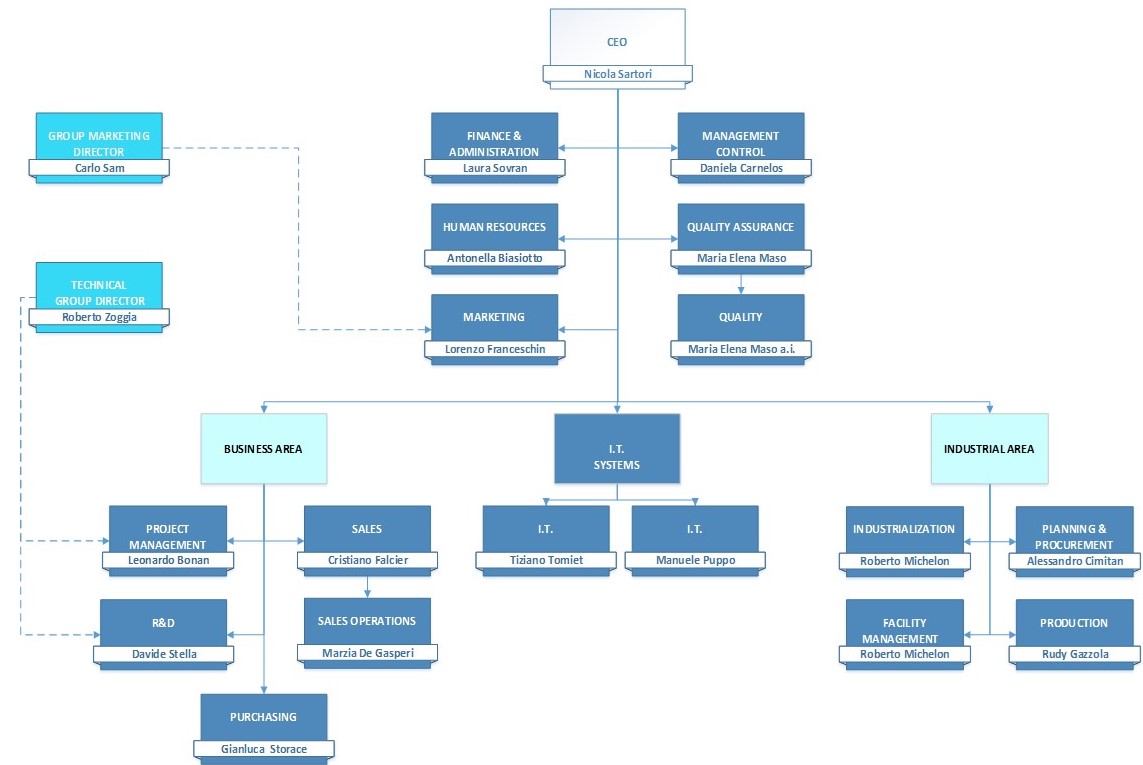 CEO
Nicola Sartori
GROUP MARKETING
DIRECTOR
Carlo Sam
FINANCE &
ADMINISTRATION
Laura Sovran
MANAGEMENT
CONTROL
Daniela Carnelos
HUMAN RESOURCES
Antonella Biasiotto
QUALITY ASSURANCE
Maria Elena Maso
TECHNICAL
GROUP DIRECTOR
Roberto Zoggia
MARKETING
Lorenzo Franceschin
QUALITY
Maria Elena Maso a.i.
BUSINESS AREA
I.T.
SYSTEMS
INDUSTRIAL AREA
PROJECT
MANAGEMENT
Leonardo Bonan
SALES
Cristiano Falcier
I.T.
Tiziano Tomiet
I.T.
Manuele Puppo
INDUSTRIALIZATION
Roberto Michelon
PLANNING &
PROCUREMENT
Alessandro Cimitan
R&D
Davide Stella
SALES OPERATIONS
Marzia De Gasperi
FACILITY
MANAGEMENT
Roberto Michelon
PRODUCTION
Rudy Gazzola
PURCHASING
Gianluca Storace